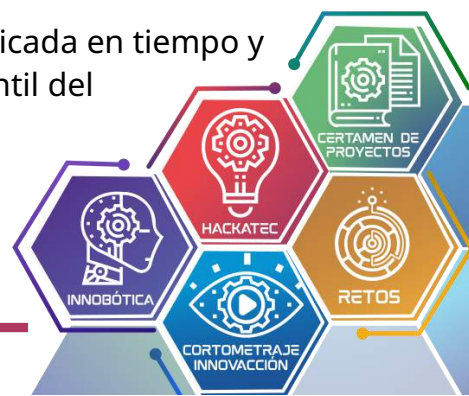 icada en tiempo y
ntil del
CERTAMEN DE
PROYECTOS
HACKATEC
INNOBÓTICA
RETOS
CORTOMETRAJE
INNOVACCIÓN